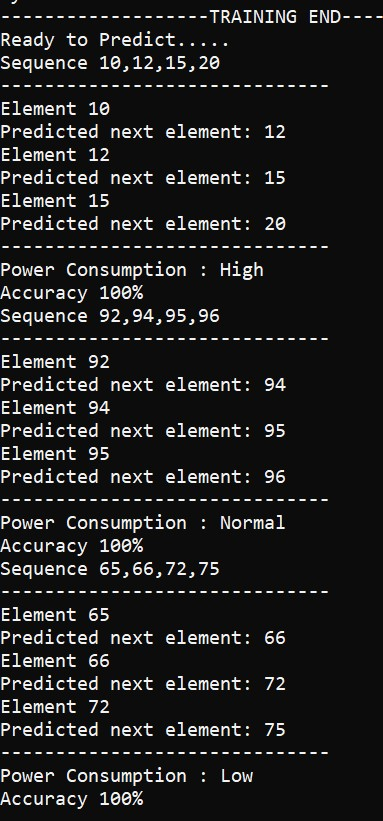 -------------------TRAINING END----
Ready to Predict.....
Sequence 10,12,15,20
------------------------------
Element 10
Predicted next element: 12
Element 12
Predicted next element: 15
Element 15
Predicted next element: 20
------------------------------
Power Consumption : High
Accuracy 100%
Sequence 92,94,95,96
------------------------------
Element 92
Predicted next element: 94
Element 94
Predicted next element: 95
Element 95
Predicted next element: 96
------------------------------
Power Consumption : Normal
Accuracy 100%
Sequence 65,66,72,75
------------------------------
Element 65
Predicted next element: 66
Element 66
Predicted next element: 72
Element 72
Predicted next element: 75
------------------------------
Power Consumption : Low
Accuracy 100%